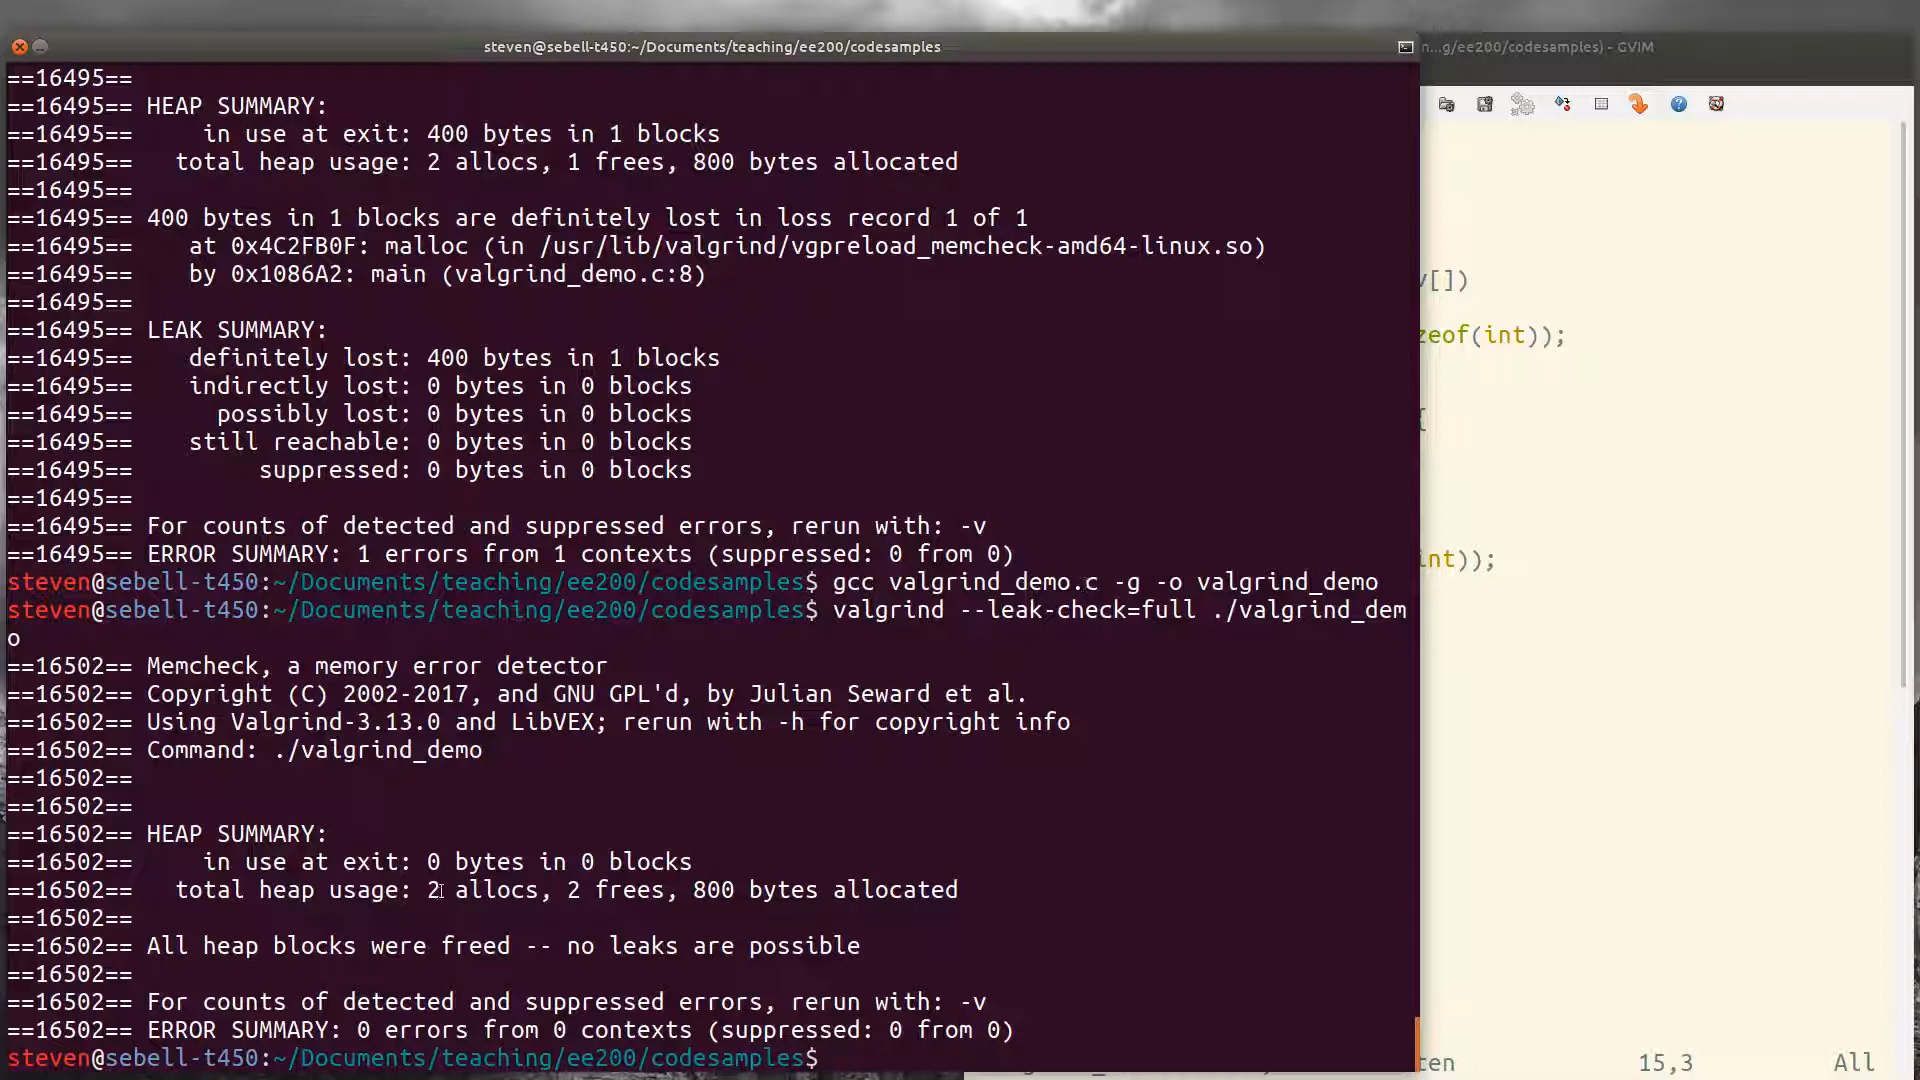 steven@sebell-t450:~/Documents/teaching/ee200/codesamples
n...g/ee200/codesamples) - GVIM
==16495==
==16495== HEAP SUMMARY:
==16495==     in use at exit: 400 bytes in 1 blocks
==16495==   total heap usage: 2 allocs, 1 frees, 800 bytes allocated
==16495==
==16495== 400 bytes in 1 blocks are definitely lost in loss record 1 of 1
==16495==    at 0x4C2FB0F: malloc (in /usr/lib/valgrind/vgpreload_memcheck-amd64-linux.so)
==16495==    by 0x1086A2: main (valgrind_demo.c:8)
==16495==
==16495== LEAK SUMMARY:
==16495==    definitely lost: 400 bytes in 1 blocks
==16495==    indirectly lost: 0 bytes in 0 blocks
==16495==      possibly lost: 0 bytes in 0 blocks
==16495==    still reachable: 0 bytes in 0 blocks
==16495==         suppressed: 0 bytes in 0 blocks
==16495==
==16495== For counts of detected and suppressed errors, rerun with: -v
==16495== ERROR SUMMARY: 1 errors from 1 contexts (suppressed: 0 from 0)
steven@sebell-t450:~/Documents/teaching/ee200/codesamples$ gcc valgrind_demo.c -g -o valgrind_demo
steven@sebell-t450:~/Documents/teaching/ee200/codesamples$ valgrind --leak-check=full ./valgrind_dem
o
==16502== Memcheck, a memory error detector
==16502== Copyright (C) 2002-2017, and GNU GPL'd, by Julian Seward et al.
==16502== Using Valgrind-3.13.0 and LibVEX; rerun with -h for copyright info
==16502== Command: ./valgrind_demo
==16502==
==16502==
==16502== HEAP SUMMARY:
==16502==     in use at exit: 0 bytes in 0 blocks
==16502==   total heap usage: 2 allocs, 2 frees, 800 bytes allocated
==16502==
==16502== All heap blocks were freed -- no leaks are possible
==16502==
==16502== For counts of detected and suppressed errors, rerun with: -v
==16502== ERROR SUMMARY: 0 errors from 0 contexts (suppressed: 0 from 0)
steven@sebell-t450:~/Documents/teaching/ee200/codesamples$
v[])
zeof(int));
{
int));
ten 15,3 All